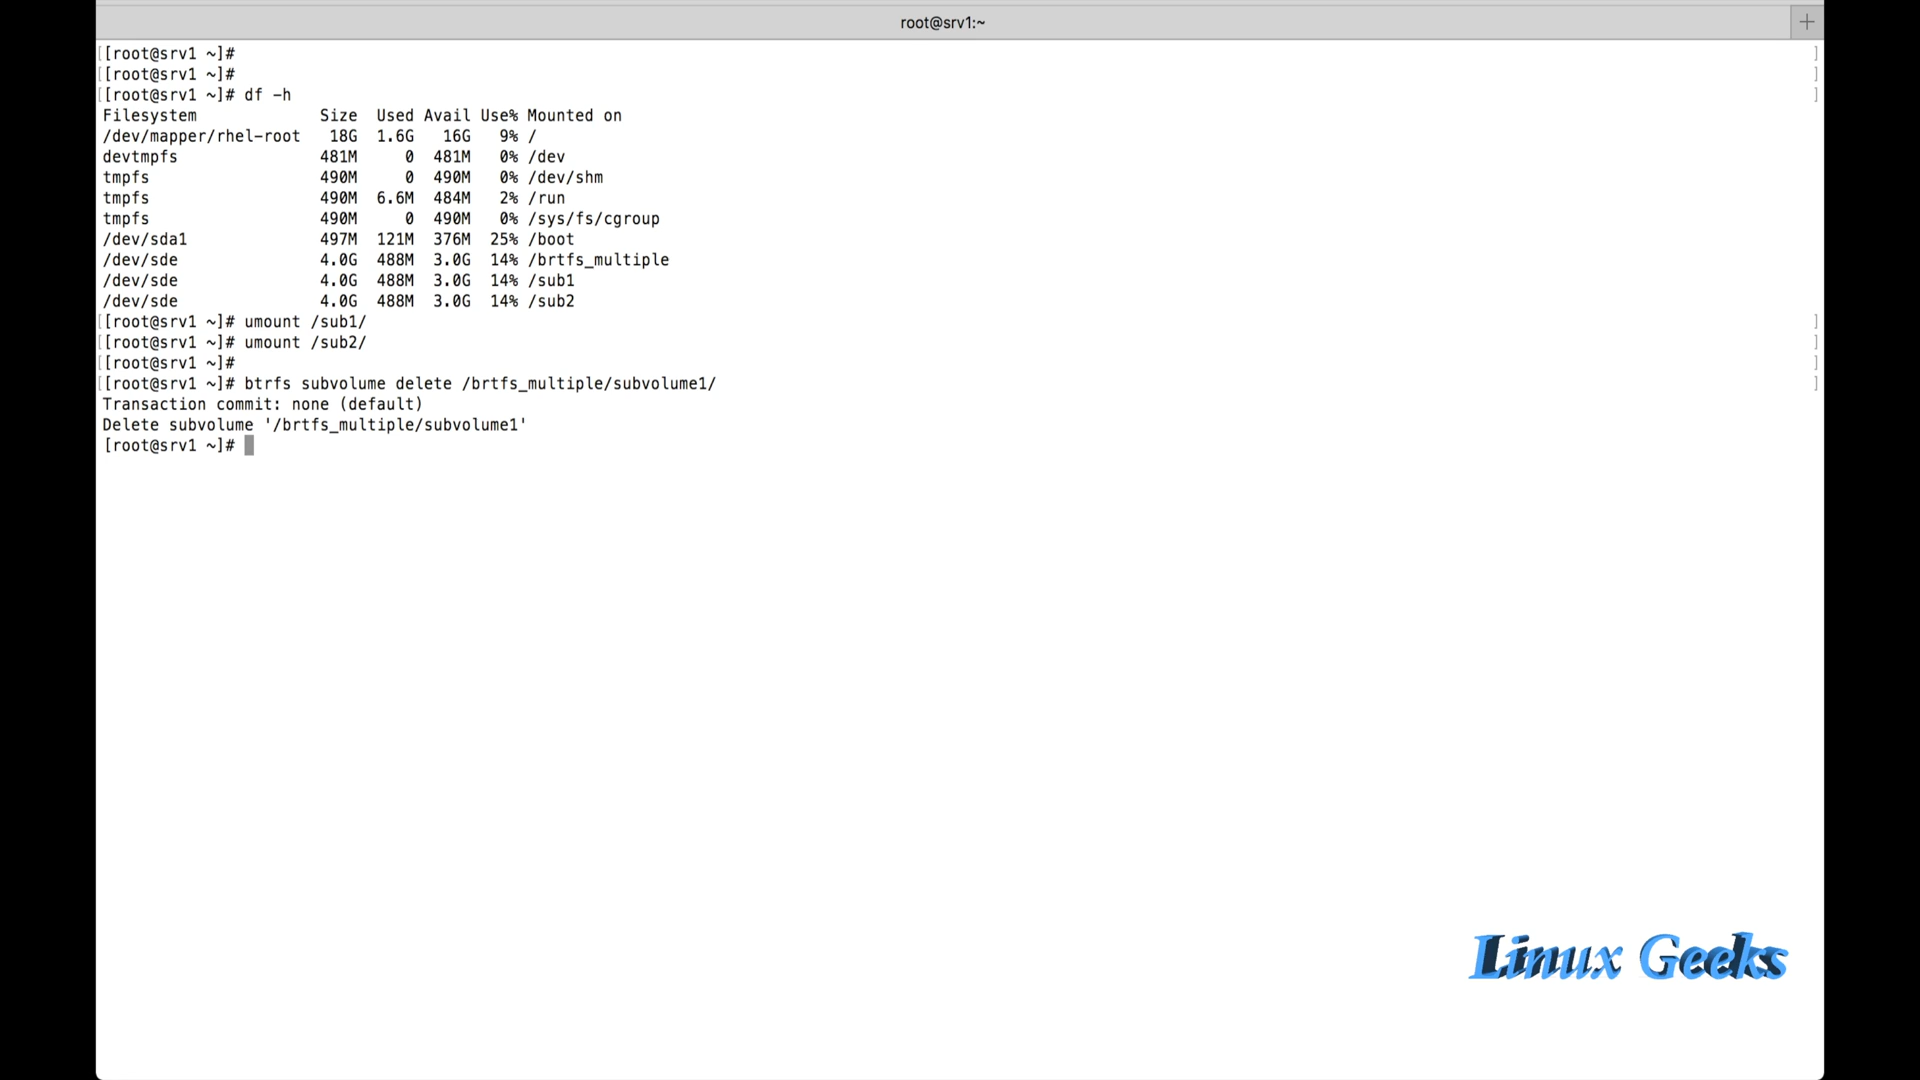 root@srv1:~
[[root@srv1 ~]# ]
[[root@srv1 ~]# ]
[[root@srv1 ~]# df -h ]
Filesystem             Size  Used Avail Use% Mounted on
/dev/mapper/rhel-root   18G  1.6G   16G   9% /
devtmpfs               481M     0  481M   0% /dev
tmpfs                  490M     0  490M   0% /dev/shm
tmpfs                  490M  6.6M  484M   2% /run
tmpfs                  490M     0  490M   0% /sys/fs/cgroup
/dev/sda1              497M  121M  376M  25% /boot
/dev/sde               4.0G  488M  3.0G  14% /brtfs_multiple
/dev/sde               4.0G  488M  3.0G  14% /sub1
/dev/sde               4.0G  488M  3.0G  14% /sub2
[[root@srv1 ~]# umount /sub1/ ]
[[root@srv1 ~]# umount /sub2/ ]
[[root@srv1 ~]# ]
[[root@srv1 ~]# btrfs subvolume delete /brtfs_multiple/subvolume1/ ]
Transaction commit: none (default)
Delete subvolume '/brtfs_multiple/subvolume1'
[root@srv1 ~]#
Linux Geeks